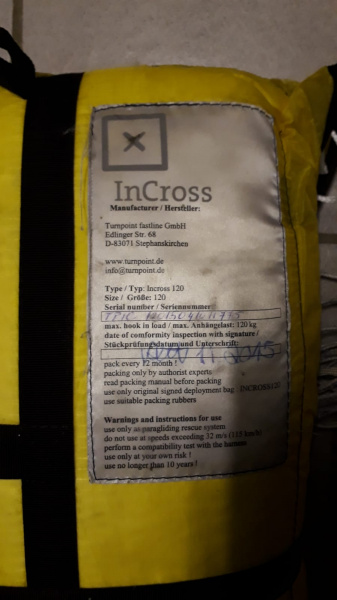 InCross
Manufacturer / Hersteller:
Turnpoint fastline GmbH
Edlinger Str. 68
D-83071 Stephanskirchen
www.turnpoint.de
info@turnpoint.de
Type / Typ: Incross 120
Size / Größe: 120
Serial number / Seriennummer
max. hook in load / max. Anhängelast: 120 kg
date of comformity inspection with signature /
Stückprüfungsdatum und Unterschrift:
pack every 12 month !
packing only by authorist experts
read packing manual before packing
use only original signed deployment bag:
use suitable packing rubbers
Warnings and instructions for use
use only as paragliding rescue system
do not use at speeds exceeding 32 m/s (115 km/h)
perform a compatibility test with the harness
use only at your own risk !
use no longer than 10 years !